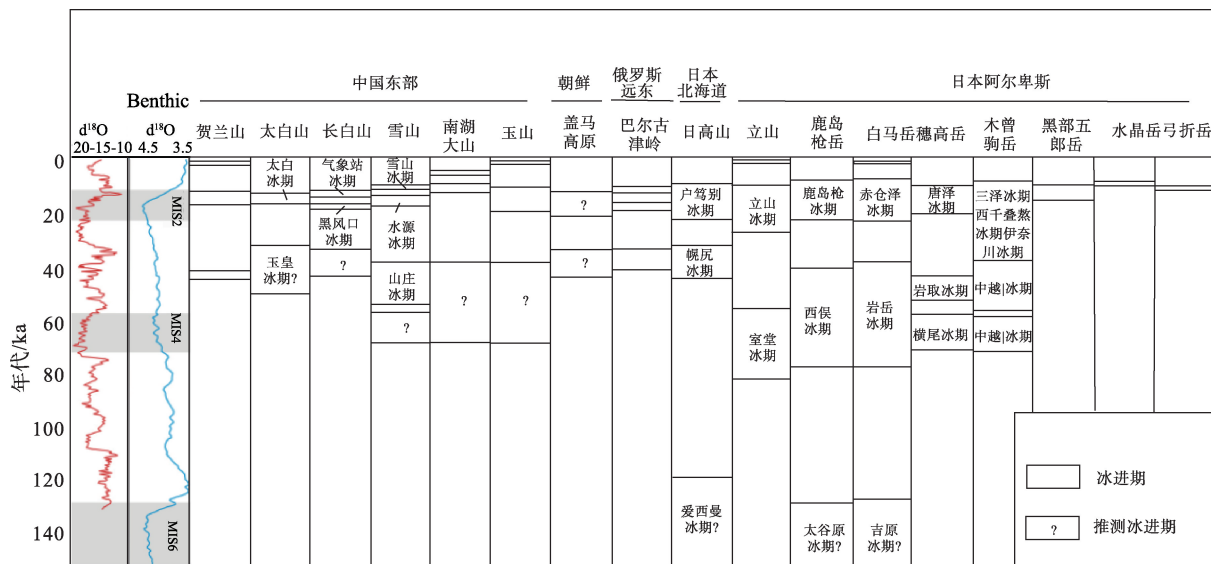 中国东部
朝鲜
俄罗斯
远东
日本
北海道
日本阿尔卑斯
Benthic
d¹⁸O
d¹⁸O
20-15-10
4.5
3.5
贺兰山
太白山
长白山
雪山
南湖
大山
玉山
盖马
高原
巴尔古
津岭
日高山
立山
鹿岛
枪岳
白马岳
穗高岳
木曾
驹岳
黑部五
郎岳
水晶岳
弓折岳
年代/ka
0
20
40
60
80
100
120
140
MIS2
MIS4
MIS6
太白
冰期
玉皇
冰期?
气象站
冰期
黑风口
冰期
?
雪山
冰期
水源
冰期
山庄
冰期
?
?
?
?
?
户笃别
冰期
幌尻
冰期
爱西曼
冰期?
立山
冰期
室堂
冰期
鹿岛枪
冰期
西俣
冰期
太谷原
冰期?
赤仓泽
冰期
岩岳
冰期
吉原
冰期?
唐泽
冰期
岩取冰期
横尾冰期
三泽冰期
西千叠熬
冰期伊奈
川冰期
中越|冰期
中越|冰期
冰进期
?
推测冰进期